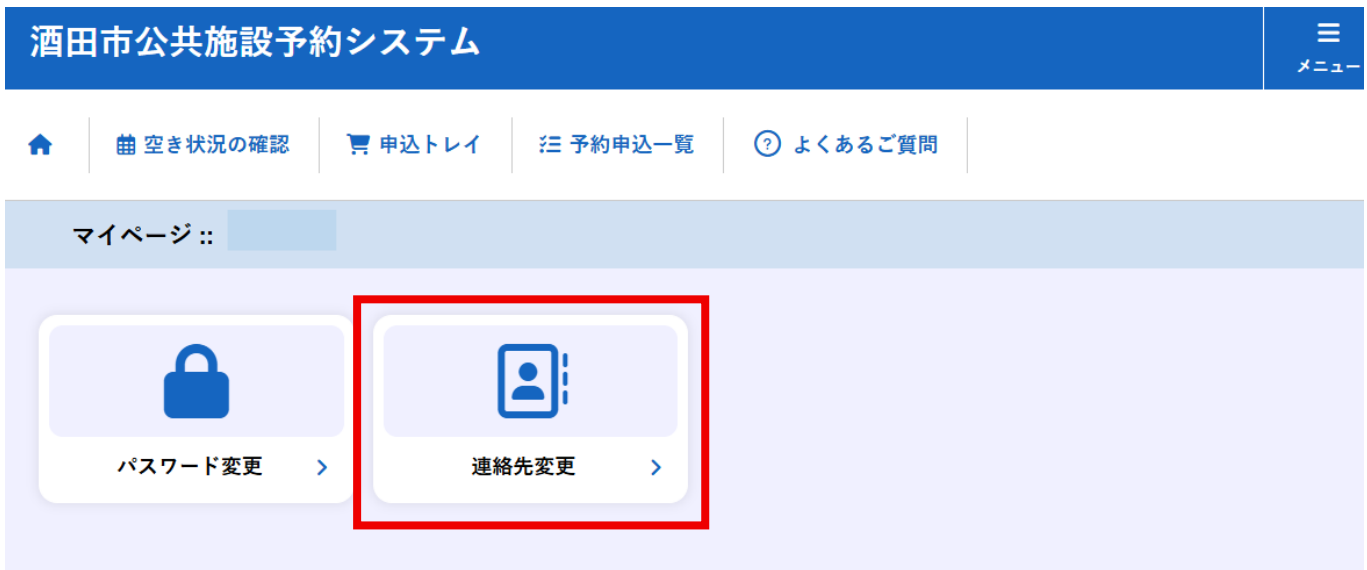 酒田市公共施設予約システム
メニュー
空き状況の確認
申込トレイ
予約申込一覧
よくあるご質問
マイページ ::
パスワード変更
連絡先変更